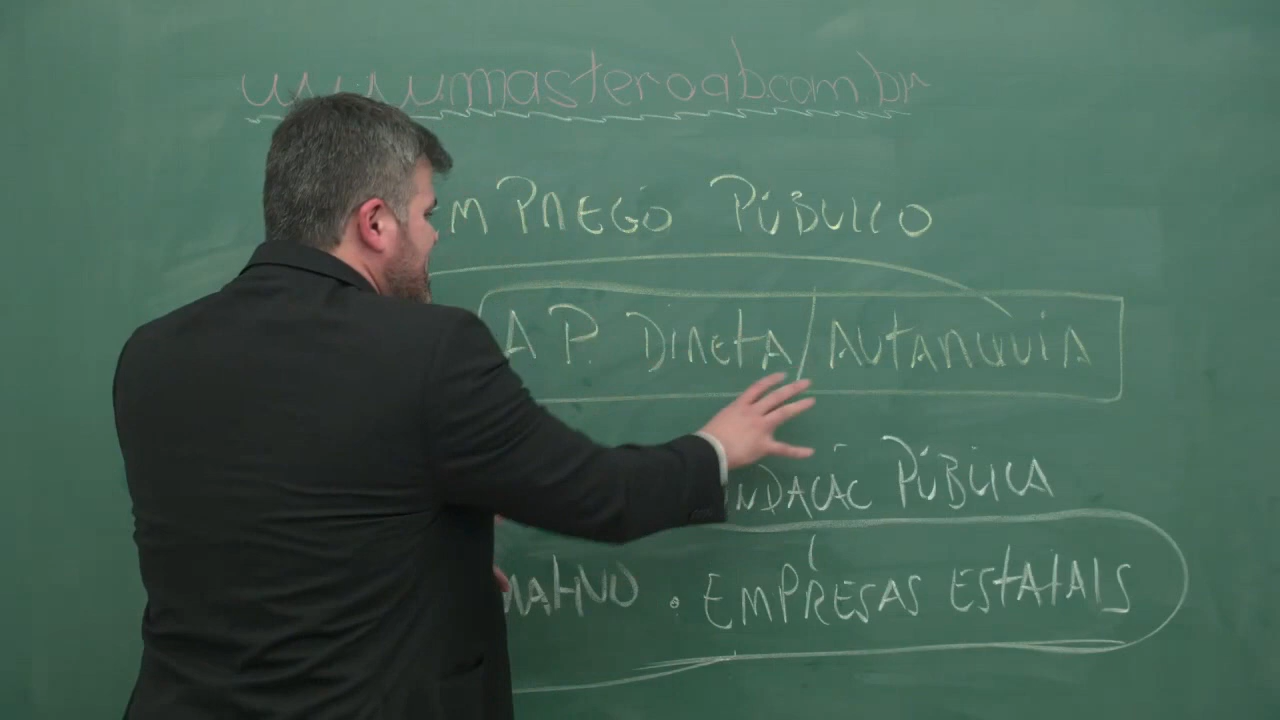 www.masteroab.com.br
MPREGO PÚBLICO
A P. DIRETA/AUTARQUIA
NDAÇÃO PÚBLICA
. EMPRESAS ESTATAIS